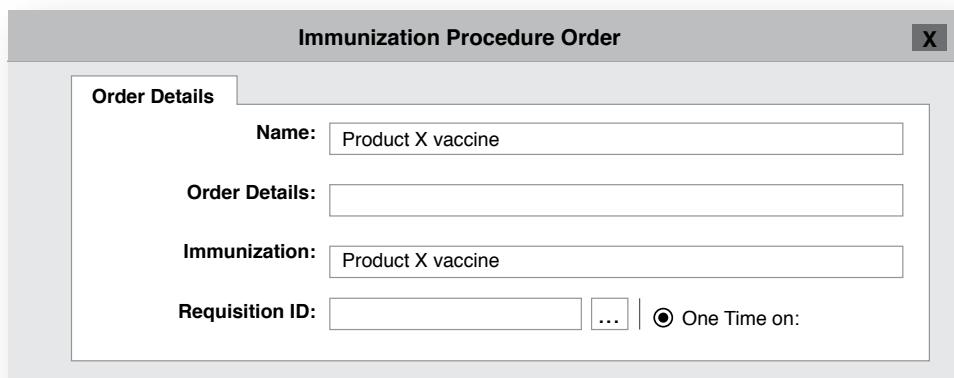 Immunization Procedure Order X
Order Details
Name: Product X vaccine
Order Details:
Immunization: Product X vaccine
Requisition ID: ... One Time on: